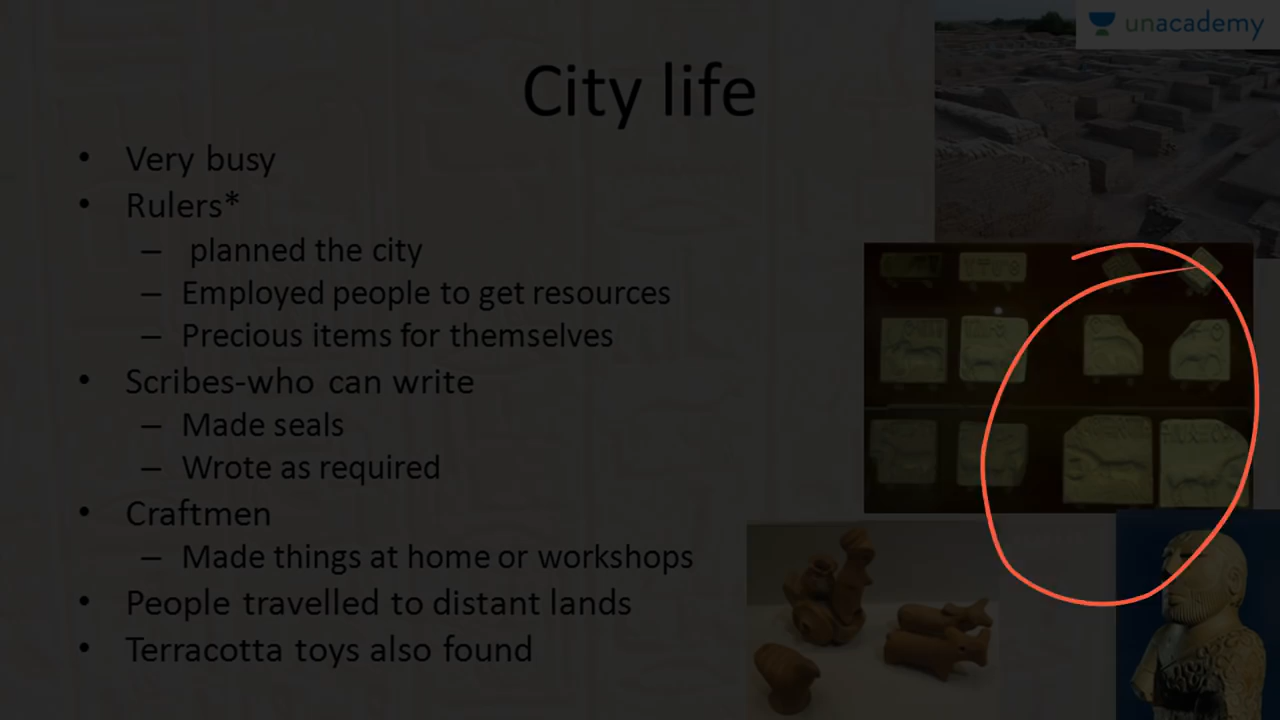 unacademy
City life
• Very busy
• Rulers*
– planned the city
– Employed people to get resources
– Precious items for themselves
• Scribes-who can write
– Made seals
– Wrote as required
• Craftmen
– Made things at home or workshops
• People travelled to distant lands
• Terracotta toys also found